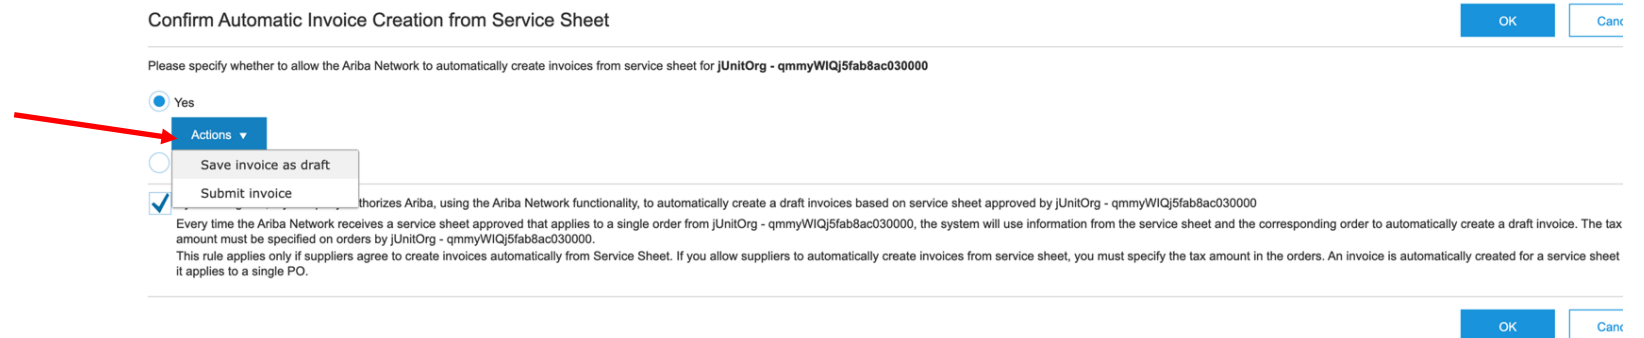 Confirm Automatic Invoice Creation from Service Sheet
OK
Please specify whether to allow the Ariba Network to automatically create invoices from service sheet for jUnitOrg - qmmyWIQj5fab8ac030000
Yes
Actions ▼
Save invoice as draft
Submit invoice
Ariba, using the Ariba Network functionality, to automatically create a draft invoices based on service sheet approved by jUnitOrg - qmmyWIQj5fab8ac030000
Every time the Ariba Network receives a service sheet approved that applies to a single order from jUnitOrg - qmmyWIQj5fab8ac030000, the system will use information from the service sheet and the corresponding order to automatically create a draft invoice. The tax
amount must be specified on orders by jUnitOrg - qmmyWIQj5fab8ac030000.
This rule applies only if suppliers agree to create invoices automatically from Service Sheet. If you allow suppliers to automatically create invoices from service sheet, you must specify the tax amount in the orders. An invoice is automatically created for a service sheet
it applies to a single PO.
OK